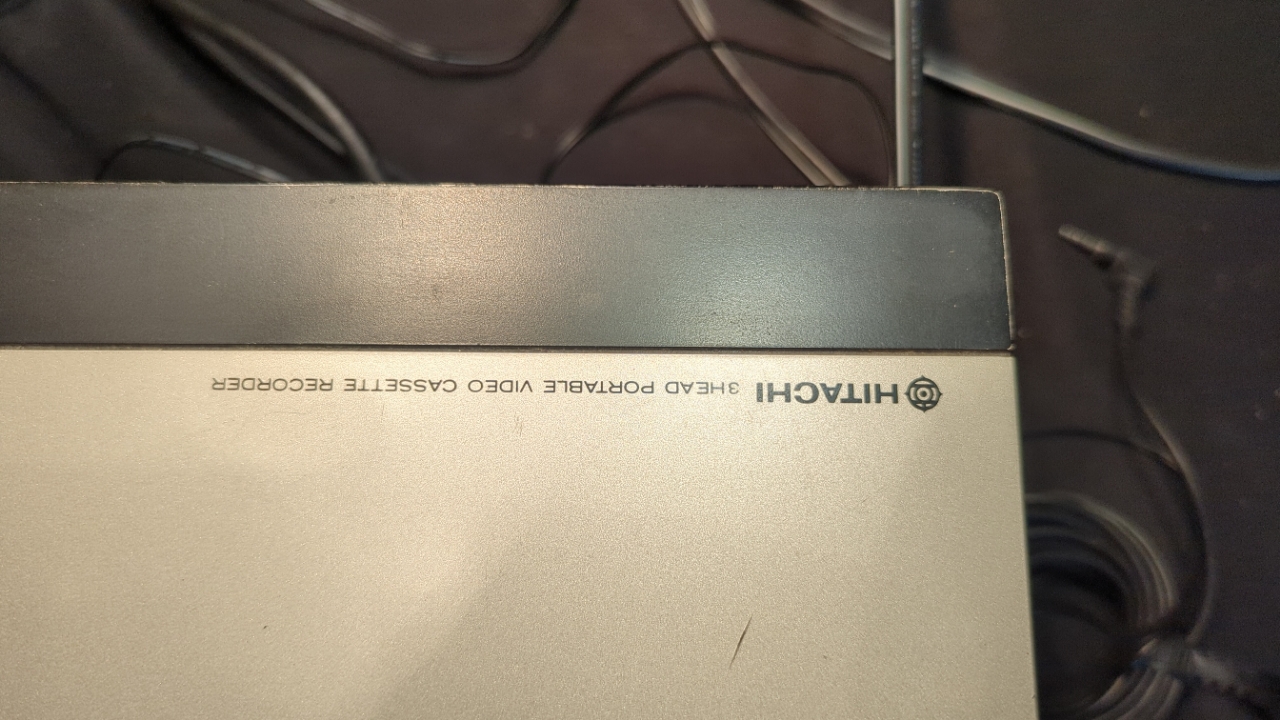 HITACHI 3HEAD PORTABLE VIDEO CASSETTE RECORDER